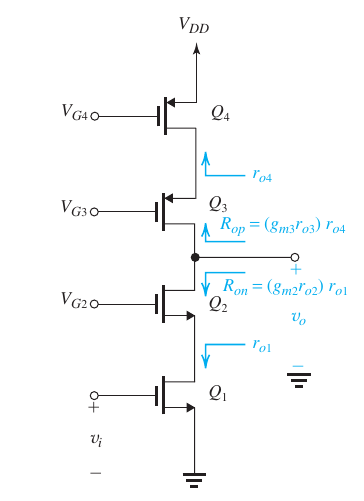 V_{DD}
V_{G4}
Q_4
r_{o4}
V_{G3}
Q_3
R_{op} = (g_{m3}r_{o3}) r_{o4}
R_{on} = (g_{m2}r_{o2}) r_{o1}
V_{G2}
Q_2
+
v_o
r_{o1}
−
Q_1
+
v_i
−